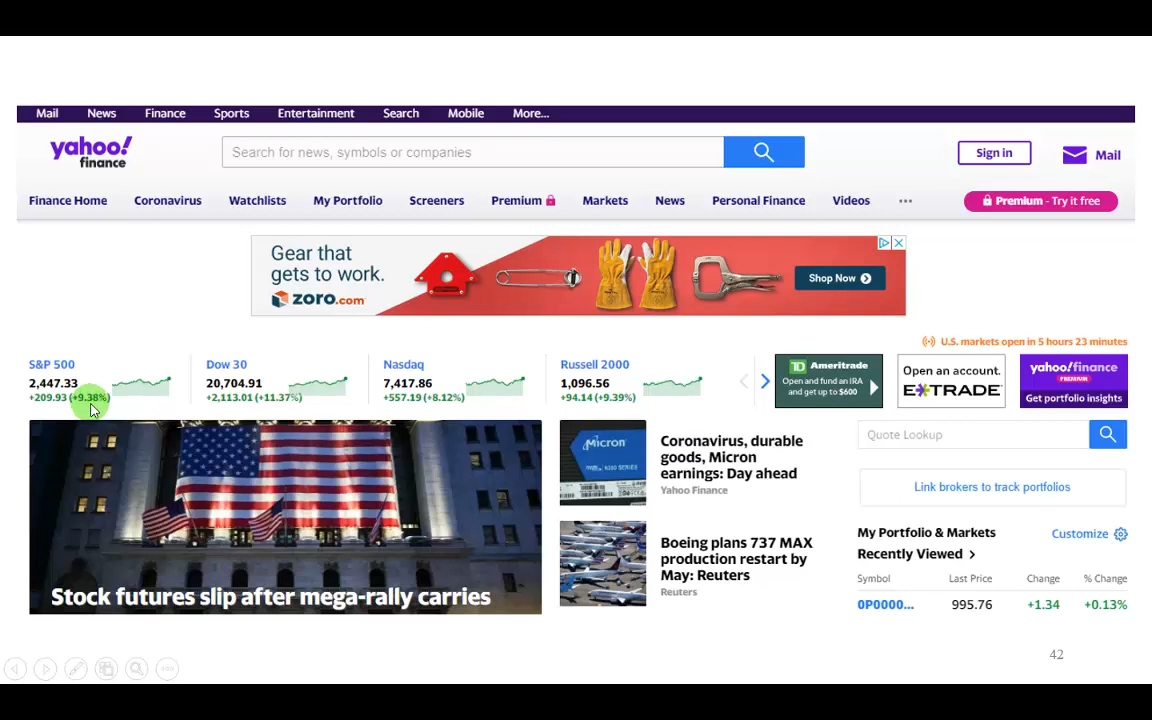 Mail News Finance Sports Entertainment Search Mobile More...
yahoo!
finance
Search for news, symbols or companies
Sign in
Mail
Finance Home Coronavirus Watchlists My Portfolio Screeners Premium Markets News Personal Finance Videos ...
Premium - Try it free
Gear that
gets to work.
zoro.com
Shop Now
U.S. markets open in 5 hours 23 minutes
S&P 500
2,447.33
+209.93 (+9.38%)
Dow 30
20,704.91
+2,113.01 (+11.37%)
Nasdaq
7,417.86
+557.19 (+8.12%)
Russell 2000
1,096.56
+94.14 (+9.39%)
TD Ameritrade
Open and fund an IRA
and get up to $600
Open an account.
E*TRADE
yahoo!finance
PREMIUM
Get portfolio insights
Stock futures slip after mega-rally carries
Micron
Coronavirus, durable
goods, Micron
earnings: Day ahead
Yahoo Finance
Boeing plans 737 MAX
production restart by
May: Reuters
Reuters
Quote Lookup
Link brokers to track portfolios
My Portfolio & Markets
Customize
Recently Viewed >
Symbol Last Price Change % Change
0P0000... 995.76 +1.34 +0.13%
42